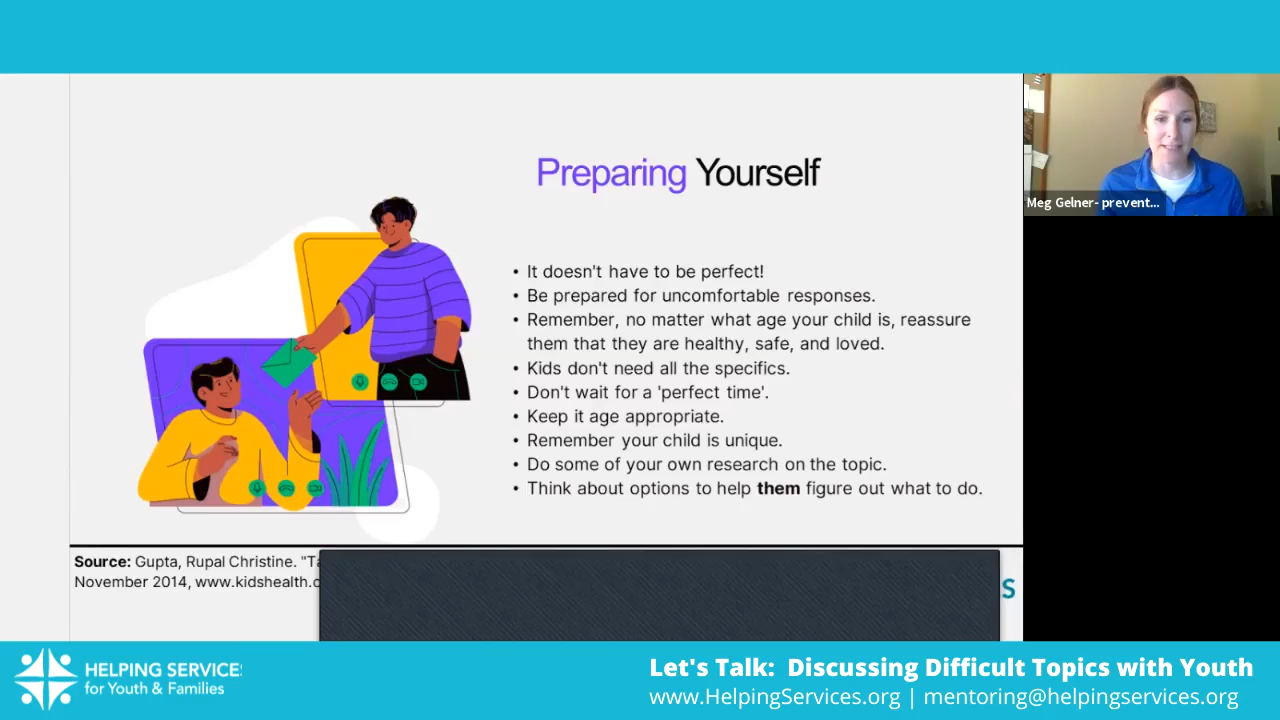 Preparing Yourself
• It doesn't have to be perfect!
• Be prepared for uncomfortable responses.
• Remember, no matter what age your child is, reassure
them that they are healthy, safe, and loved.
• Kids don't need all the specifics.
• Don't wait for a 'perfect time'.
• Keep it age appropriate.
• Remember your child is unique.
• Do some of your own research on the topic.
• Think about options to help them figure out what to do.
Meg Gelner- prevent...
Source: Gupta, Rupal Christine. "Ta
November 2014, www.kidshealth.o
S
HELPING SERVICES
for Youth & Families
Let's Talk: Discussing Difficult Topics with Youth
www.HelpingServices.org | mentoring@helpingservices.org